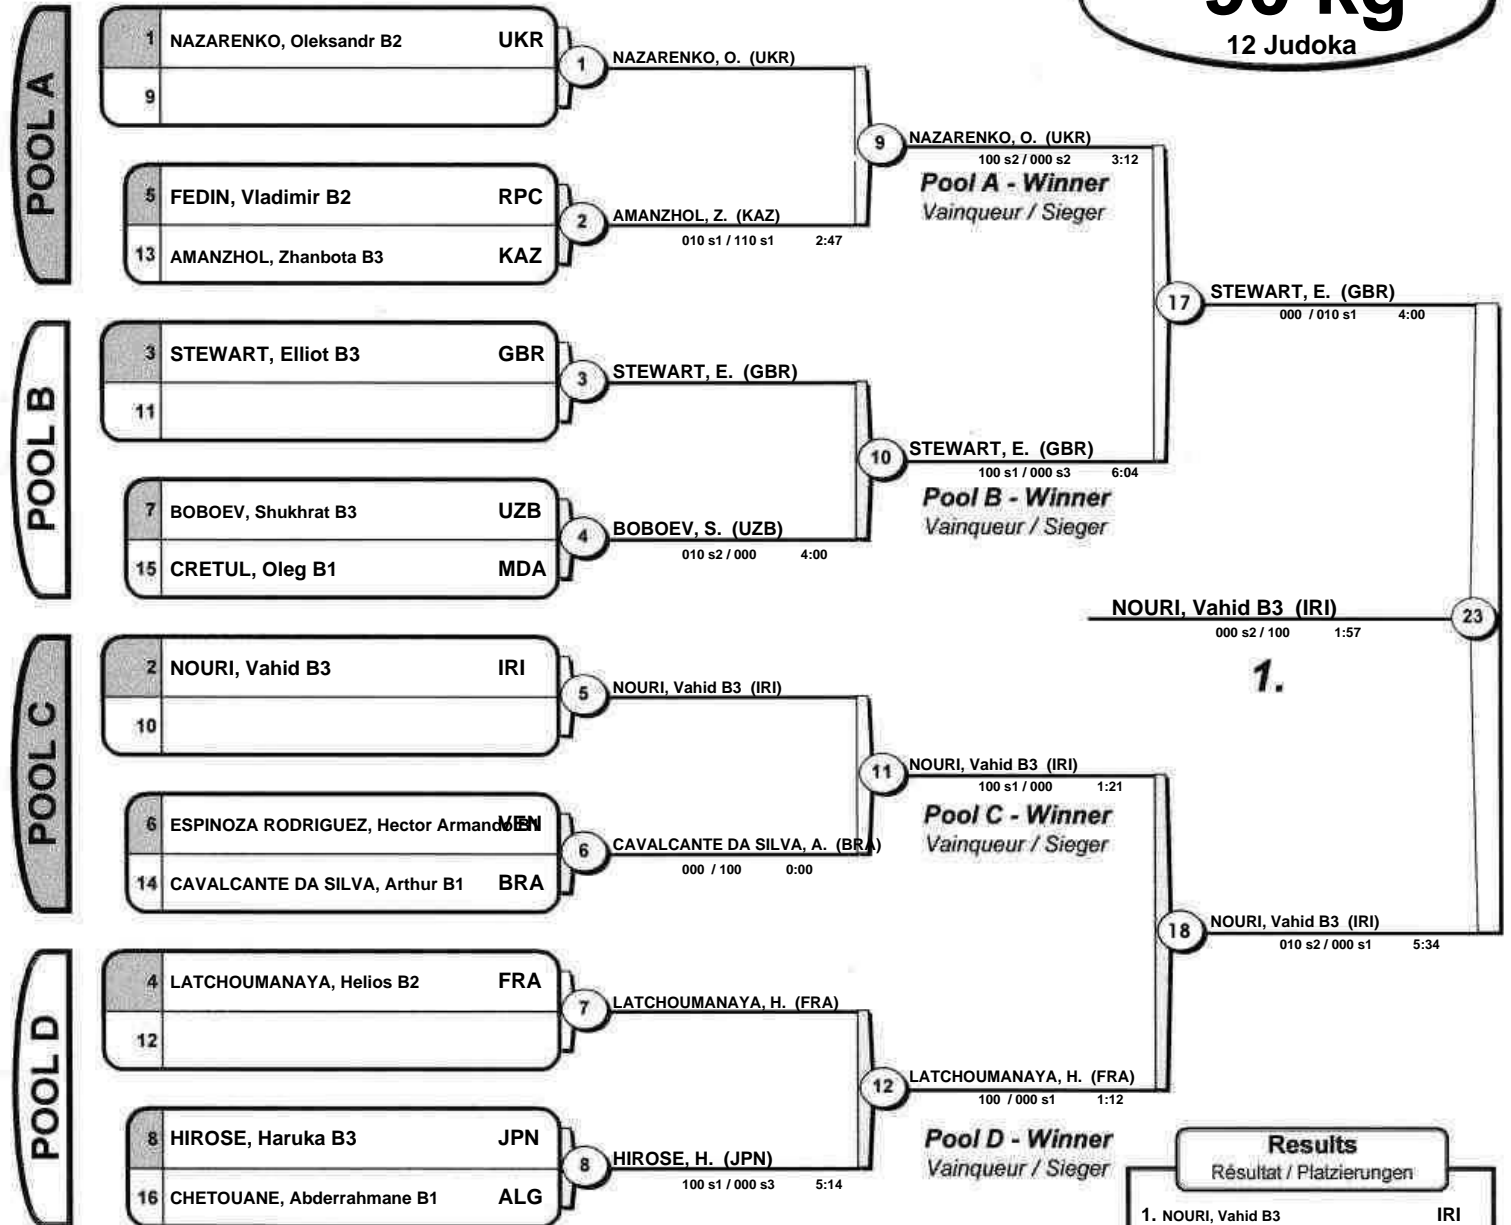 12 Judoka
POOL A
1 NAZARENKO, Oleksandr B2 UKR
9
1 NAZARENKO, O. (UKR)
5 FEDIN, Vladimir B2 RPC
13 AMANZHOL, Zhanbota B3 KAZ
2 AMANZHOL, Z. (KAZ)
010 s1 / 110 s1 2:47
9 NAZARENKO, O. (UKR)
100 s2 / 000 s2 3:12
Pool A - Winner
Vainqueur / Sieger
POOL B
3 STEWART, Elliot B3 GBR
11
3 STEWART, E. (GBR)
7 BOBOEV, Shukhrat B3 UZB
15 CRETUL, Oleg B1 MDA
4 BOBOEV, S. (UZB)
010 s2 / 000 4:00
10 STEWART, E. (GBR)
100 s1 / 000 s3 6:04
Pool B - Winner
Vainqueur / Sieger
17 STEWART, E. (GBR)
000 / 010 s1 4:00
NOURI, Vahid B3 (IRI) 23
000 s2 / 100 1:57
1.
POOL C
2 NOURI, Vahid B3 IRI
10
5 NOURI, Vahid B3 (IRI)
6 ESPINOZA RODRIGUEZ, Hector Armando B1 VEN
14 CAVALCANTE DA SILVA, Arthur B1 BRA
6 CAVALCANTE DA SILVA, A. (BRA)
000 / 100 0:00
11 NOURI, Vahid B3 (IRI)
100 s1 / 000 1:21
Pool C - Winner
Vainqueur / Sieger
18 NOURI, Vahid B3 (IRI)
010 s2 / 000 s1 5:34
POOL D
4 LATCHOUMANAYA, Helios B2 FRA
12
7 LATCHOUMANAYA, H. (FRA)
8 HIROSE, Haruka B3 JPN
16 CHETOUANE, Abderrahmane B1 ALG
8 HIROSE, H. (JPN)
100 s1 / 000 s3 5:14
12 LATCHOUMANAYA, H. (FRA)
100 / 000 s1 1:12
Pool D - Winner
Vainqueur / Sieger
Results
Résultat / Platzierungen
1. NOURI, Vahid B3 IRI